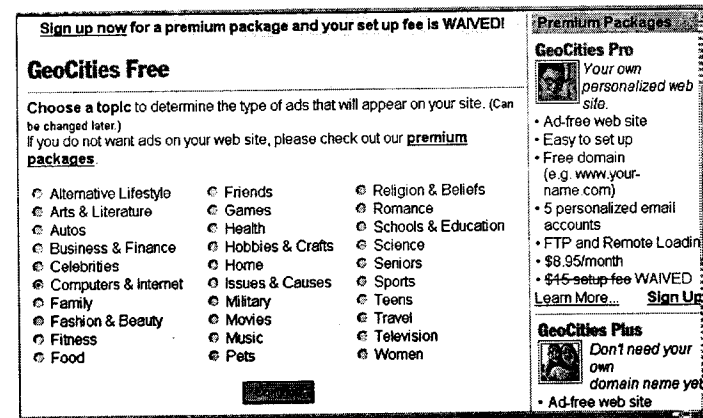 Sign up now for a premium package and your set up fee is WAIVED!
GeoCities Free
Choose a topic to determine the type of ads that will appear on your site. (Can
be changed later.)
If you do not want ads on your web site, please check out our premium
packages.
Alternative Lifestyle
Arts & Literature
Autos
Business & Finance
Celebrities
Computers & Internet
Family
Fashion & Beauty
Fitness
Food
Friends
Games
Health
Hobbies & Crafts
Home
Issues & Causes
Military
Movies
Music
Pets
Religion & Beliefs
Romance
Schools & Education
Science
Seniors
Sports
Teens
Travel
Television
Women
Premium Packages
GeoCities Pro
Your own
personalized web
site.
• Ad-free web site
• Easy to set up
• Free domain
(e.g. www.your-
name.com)
• 5 personalized email
accounts
• FTP and Remote Loadin
• $8.95/month
• $15 setup fee WAIVED
Learn More... Sign Up
GeoCities Plus
Don't need your
own
domain name yet
• Ad-free web site